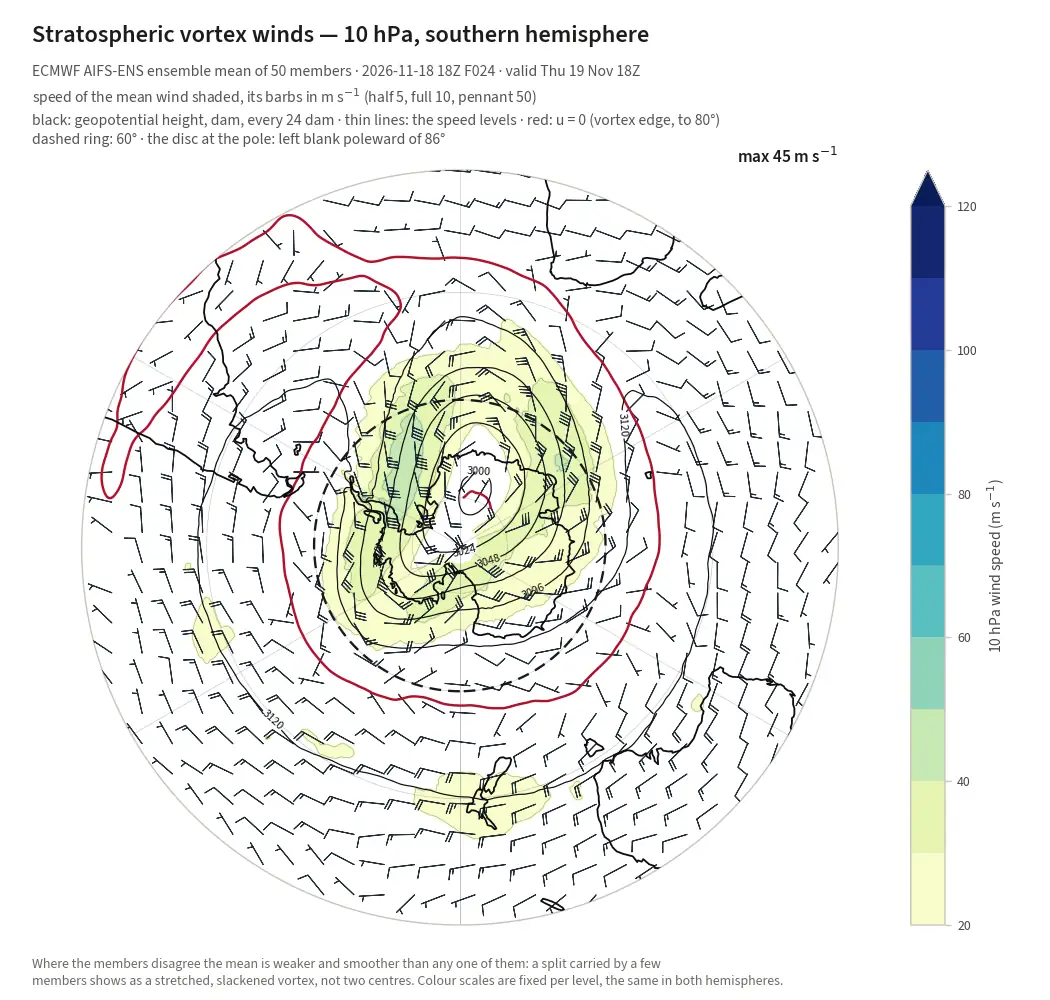 Stratospheric vortex winds — 10 hPa, southern hemisphere
ECMWF AIFS-ENS ensemble mean of 50 members · 2026-11-18 18Z F024 · valid Thu 19 Nov 18Z
speed of the mean wind shaded, its barbs in m s⁻¹ (half 5, full 10, pennant 50)
black: geopotential height, dam, every 24 dam · thin lines: the speed levels · red: u = 0 (vortex edge, to 80°)
dashed ring: 60° · the disc at the pole: left blank poleward of 86°
max 45 m s⁻¹
120
100
80
60
40
20
10 hPa wind speed (m s⁻¹)
3120
3000
3024
3048
3096
3120
Where the members disagree the mean is weaker and smoother than any one of them: a split carried by a few
members shows as a stretched, slackened vortex, not two centres. Colour scales are fixed per level, the same in both hemispheres.